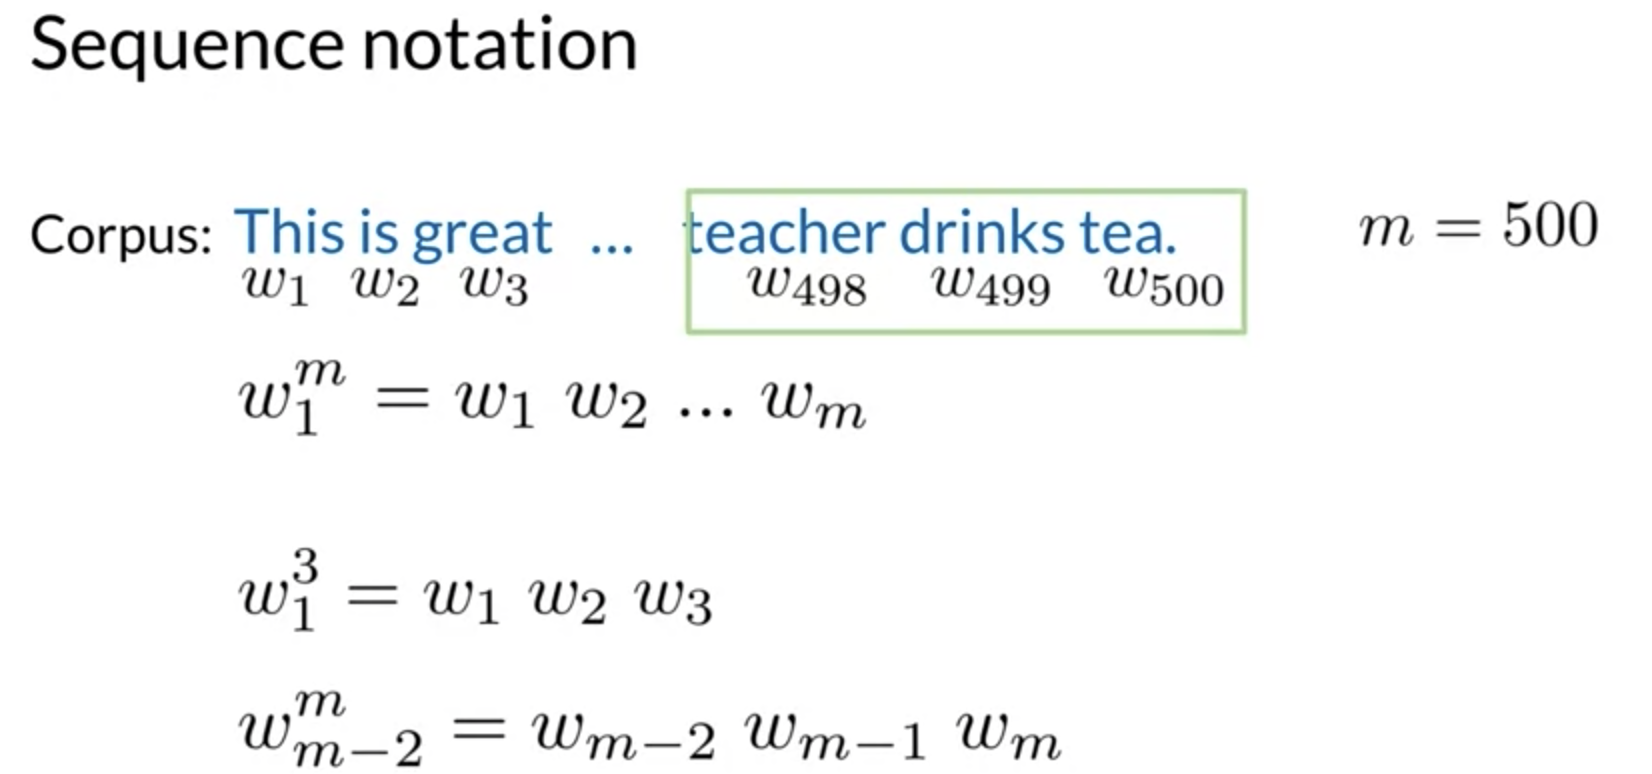 Sequence notation
Corpus: This is great ... teacher drinks tea. m = 500
w_1 w_2 w_3 w_{498} w_{499} w_{500}
w_1^m = w_1 w_2 ... w_m
w_1^3 = w_1 w_2 w_3
w_{m-2}^m = w_{m-2} w_{m-1} w_m